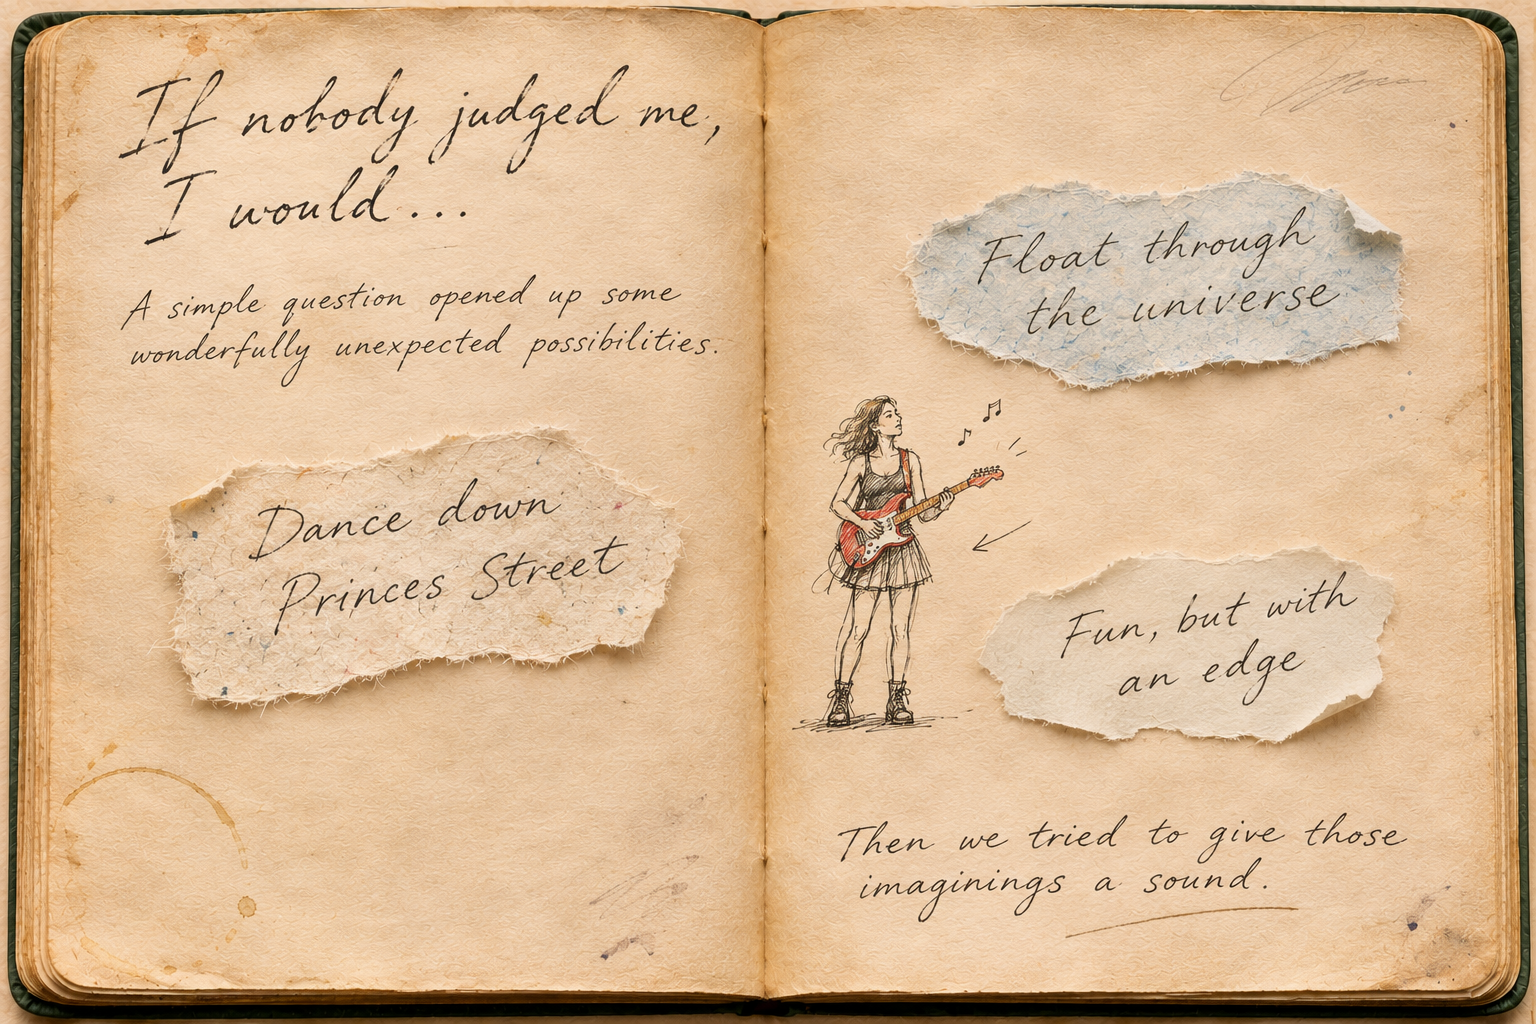 If nobody judged me,
I would...
A simple question opened up some
wonderfully unexpected possibilities.
Dance down
Princes Street
Float through
the universe
Fun, but with
an edge
Then we tried to give those
imaginings a sound.